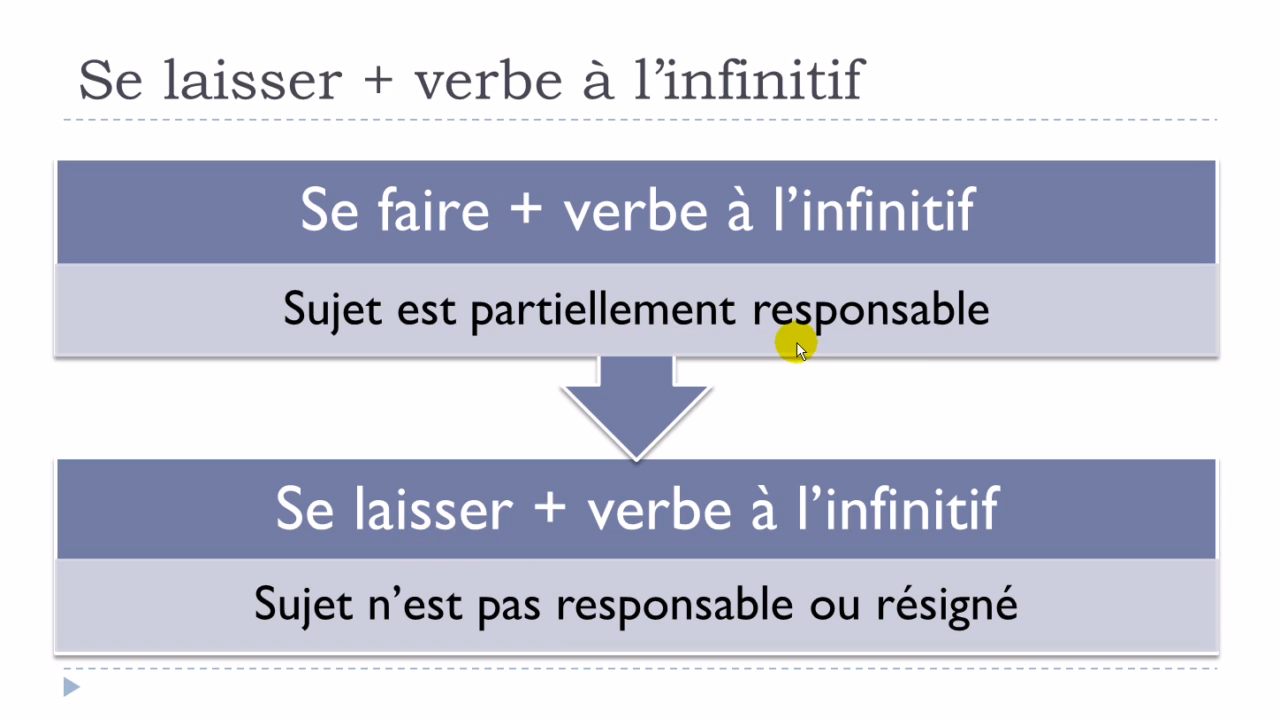 Se laisser + verbe à l’infinitif
Se faire + verbe à l’infinitif
Sujet est partiellement responsable
Se laisser + verbe à l’infinitif
Sujet n’est pas responsable ou résigné